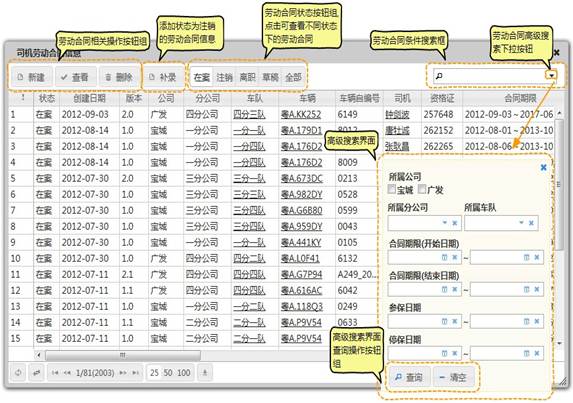 劳动合同相关操作按钮组
添加状态为注销的劳动合同信息
劳动合同状态按钮组,点击可查看不同状态下的劳动合同
劳动合同条件搜索框
劳动合同高级搜索下拉按钮
司机劳动合同信息
新建 查看 删除 补录 在案 注销 离职 草稿 全部
! 状态 创建日期 版本 公司 分公司 车队 车辆 车辆自编号 司机 资格证 合同期限
1 在案 2012-09-03 2.0 广发 四分公司 四分三队 粤A.KK252 6149 钟剑波 257648 2012-09-03～2017-06
2 在案 2012-08-14 1.0 宝城 一分公司 一分一队 粤A.179D1 8012 唐牡诚 262152 2012-08-01～2013-10
3 在案 2012-08-14 1.0 宝城 一分公司 一分一队 粤A.176D2 张耿昌 262265 2012-08-06～2013-10
4 在案 2012-08-14 1.0 宝城 一分公司 一分一队 粤A.176D2 8009
5 在案 2012-07-30 2.0 宝城 三分公司 三分一队 粤A.673DC 0213
6 在案 2012-07-30 1.0 宝城 三分公司 三分一队 粤A.982DY 0528
7 在案 2012-07-30 1.0 宝城 三分公司 三分四队 粤A.G6B80 0599
8 在案 2012-07-30 1.0 宝城 三分公司 三分四队 粤A.959DY 0043
9 在案 2012-07-30 1.0 宝城 一分公司 一分一队 粤A.441KY 0105
10 在案 2012-07-30 1.0 广发 四分公司 四分二队 粤A.L0F41 6132
11 在案 2012-07-11 2.1 广发 四分公司 四分四队 粤A.G7P94 A249_20...
12 在案 2012-07-11 1.1 广发 四分公司 四分四队 粤A.616AC 6042
13 在案 2012-07-11 1.0 宝城 一分公司 一分二队 粤A.118Q3 0249
14 在案 2012-07-11 1.1 宝城 二分公司 二分一队 粤A.P9V54 0633
15 在案 2012-07-11 1.0 宝城 二分公司 二分一队 粤A.P9V54
高级搜索界面
所属公司
宝城 广发
所属分公司 所属车队
合同期限(开始日期)
～
合同期限(结束日期)
～
参保日期
～
停保日期
～
查询 清空
高级搜索界面查询操作按钮组
1/81(2003) 25 50 100